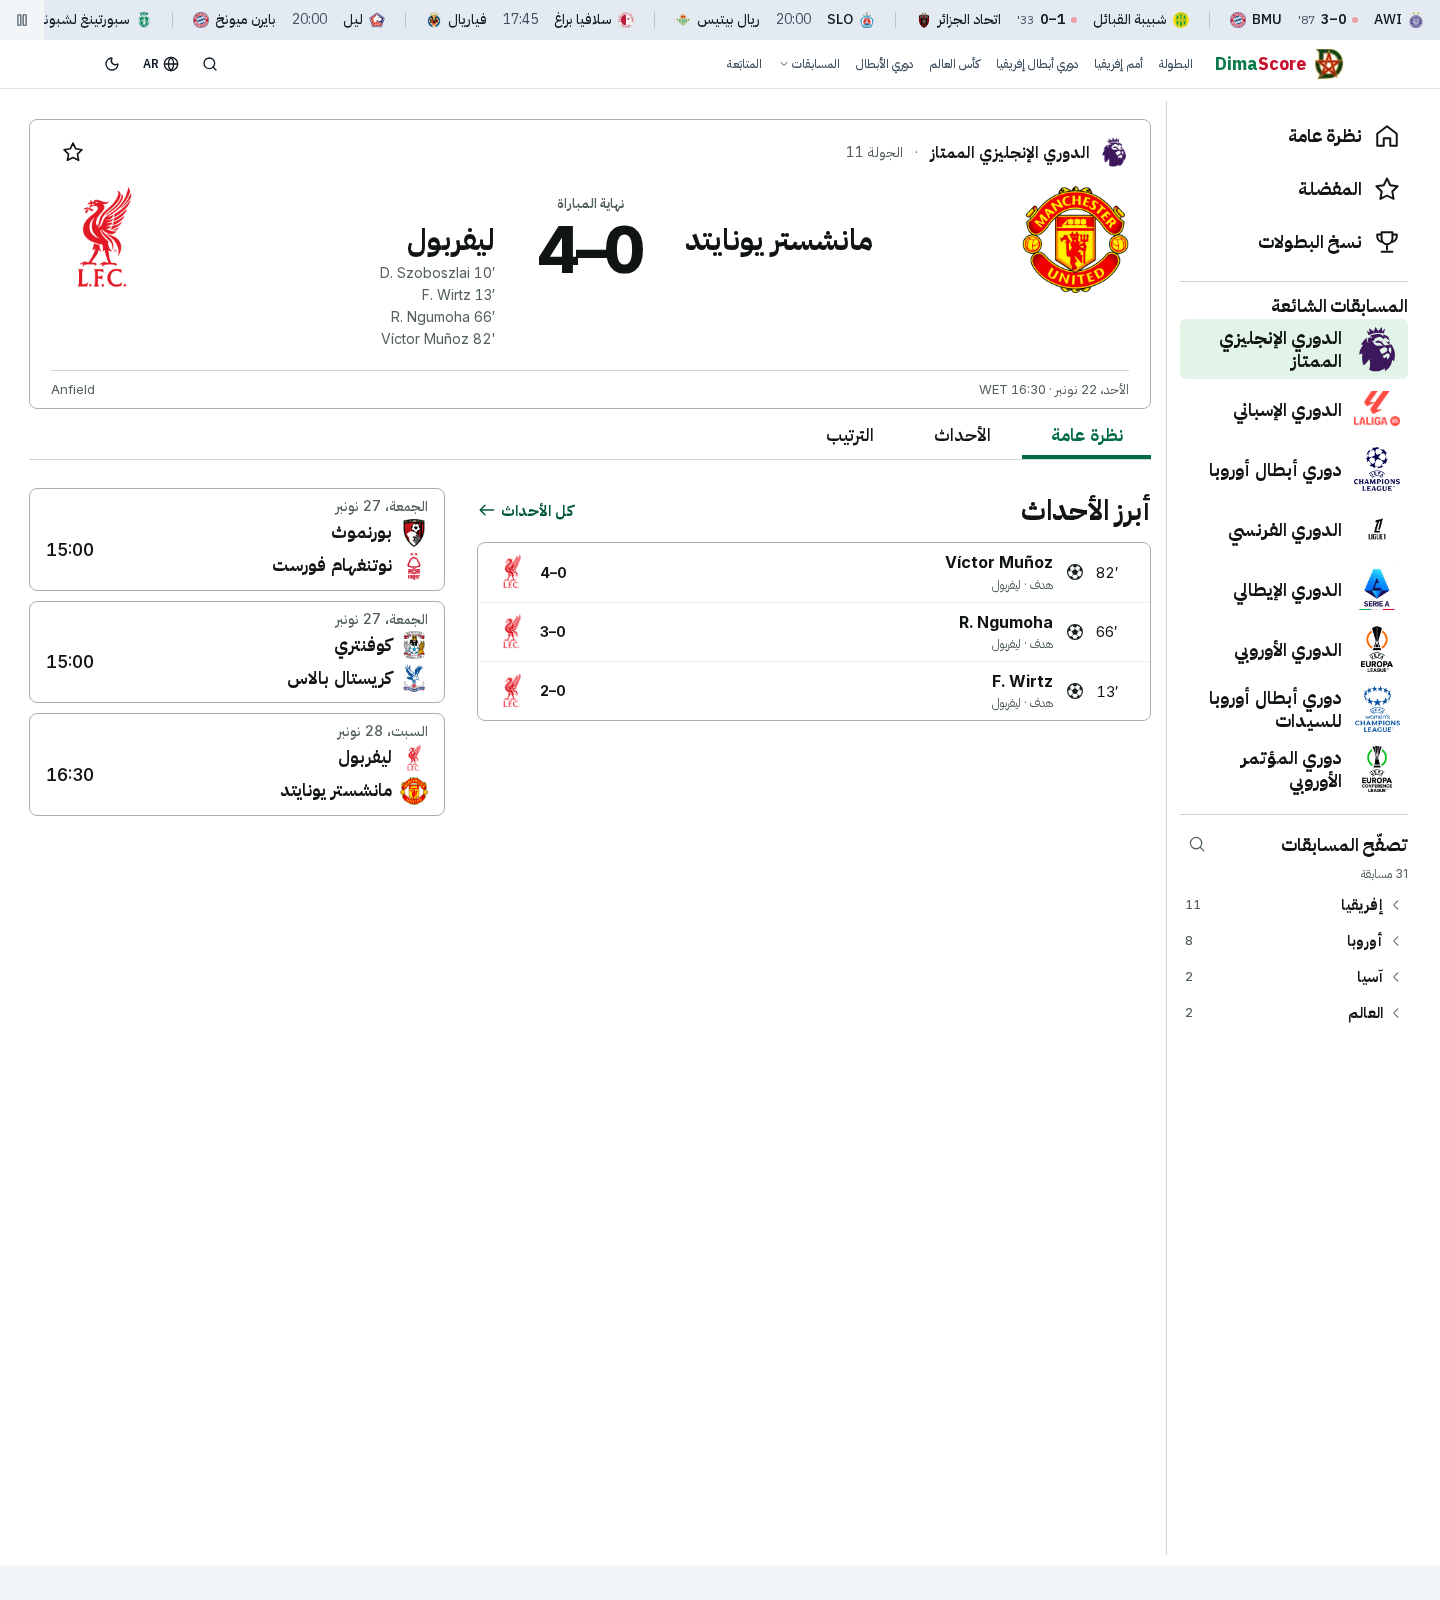 AWI
3–0 87'
BMU
شبيبة القبائل
1–0 33'
اتحاد الجزائر
SLO
20:00
ريال بيتيس
سلافيا براغ
17:45
فياريال
ليل
20:00
بايرن ميونخ
سبورتينغ لشبونة
DimaScore
البطولة
أمم إفريقيا
دوري أبطال إفريقيا
كأس العالم
دوري الأبطال
المسابقات
المتابَعة
AR
نظرة عامة
المفضلة
نسخ البطولات
المسابقات الشائعة
الدوري الإنجليزي
الممتاز
الدوري الإسباني
دوري أبطال أوروبا
الدوري الفرنسي
الدوري الإيطالي
الدوري الأوروبي
دوري أبطال أوروبا
للسيدات
دوري المؤتمر
الأوروبي
تصفّح المسابقات
31 مسابقة
إفريقيا 11
أوروبا 8
آسيا 2
العالم 2
الدوري الإنجليزي الممتاز · الجولة 11
نهاية المباراة
مانشستر يونايتد
4–0
ليفربول
D. Szoboszlai 10'
F. Wirtz 13'
R. Ngumoha 66'
Víctor Muñoz 82'
الأحد، 22 نونبر · 16:30 WET
Anfield
نظرة عامة
الأحداث
الترتيب
أبرز الأحداث
كل الأحداث
82'
Víctor Muñoz
هدف · ليفربول
4–0
66'
R. Ngumoha
هدف · ليفربول
3–0
13'
F. Wirtz
هدف · ليفربول
2–0
الجمعة، 27 نونبر
بورنموث
نوتنغهام فورست
15:00
الجمعة، 27 نونبر
كوفنتري
كريستال بالاس
15:00
السبت، 28 نونبر
ليفربول
مانشستر يونايتد
16:30